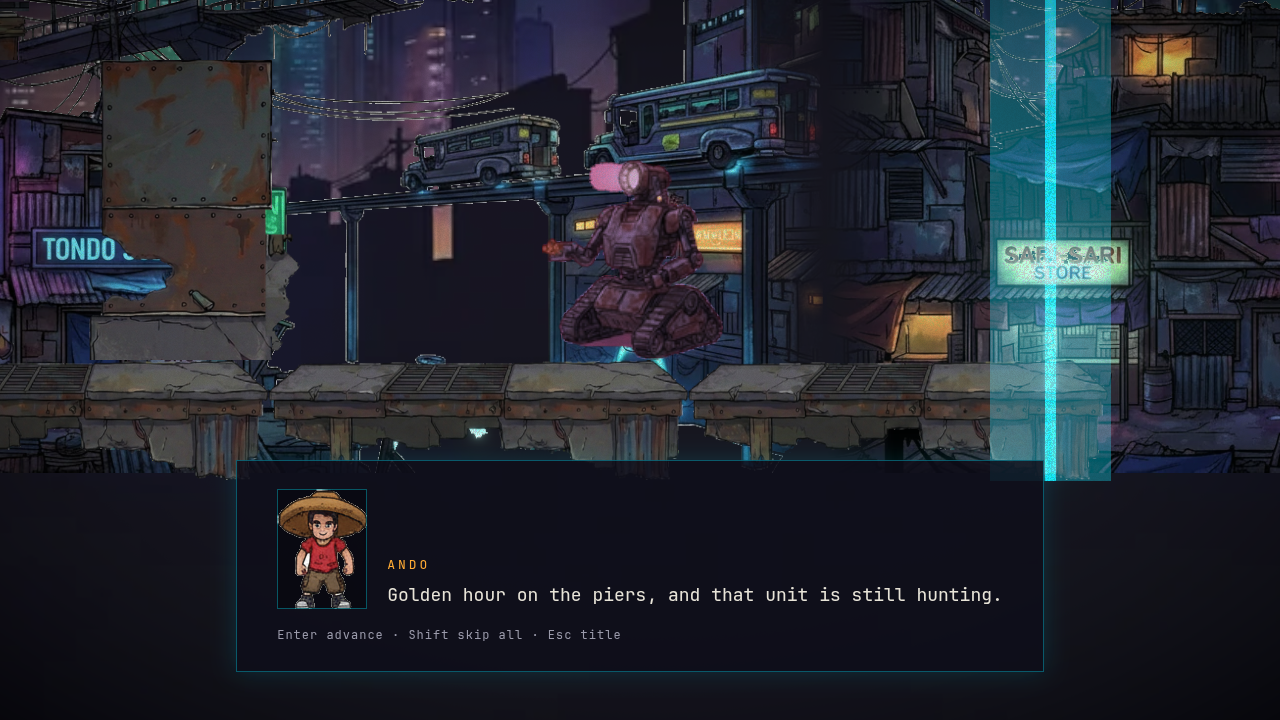 TONDO
SARI-SARI
STORE
ANDO
Golden hour on the piers, and that unit is still hunting.
Enter advance · Shift skip all · Esc title